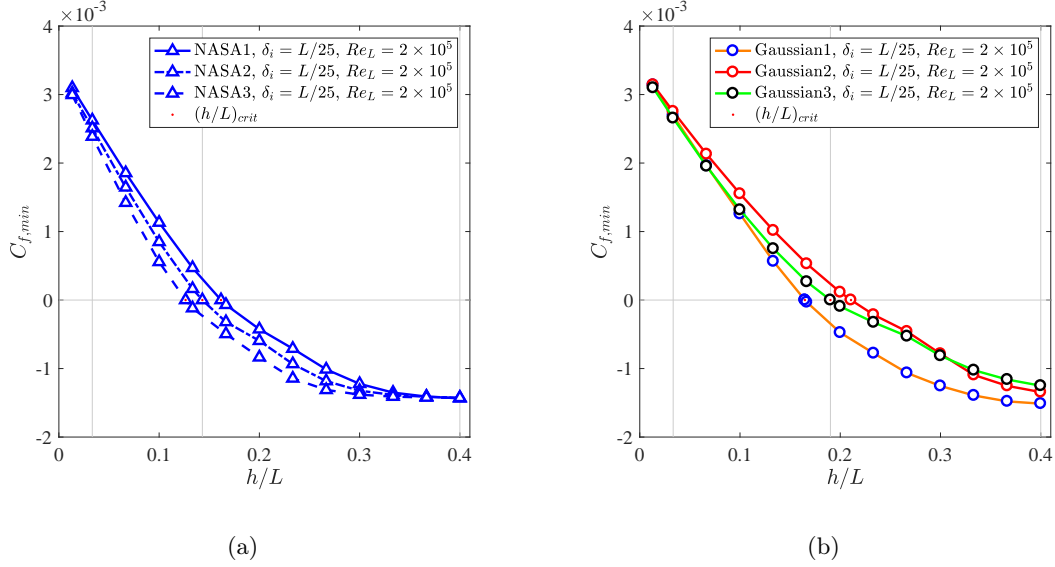 ×10⁻³
4
3
2
1
0
-1
-2
C_{f,min}
0
0.1
0.2
0.3
0.4
h/L
NASA1, δ_i = L/25, Re_L = 2 × 10⁵
NASA2, δ_i = L/25, Re_L = 2 × 10⁵
NASA3, δ_i = L/25, Re_L = 2 × 10⁵
(h/L)_{crit}
(a)
×10⁻³
4
3
2
1
0
-1
-2
C_{f,min}
0
0.1
0.2
0.3
0.4
h/L
Gaussian1, δ_i = L/25, Re_L = 2 × 10⁵
Gaussian2, δ_i = L/25, Re_L = 2 × 10⁵
Gaussian3, δ_i = L/25, Re_L = 2 × 10⁵
(h/L)_{crit}
(b)